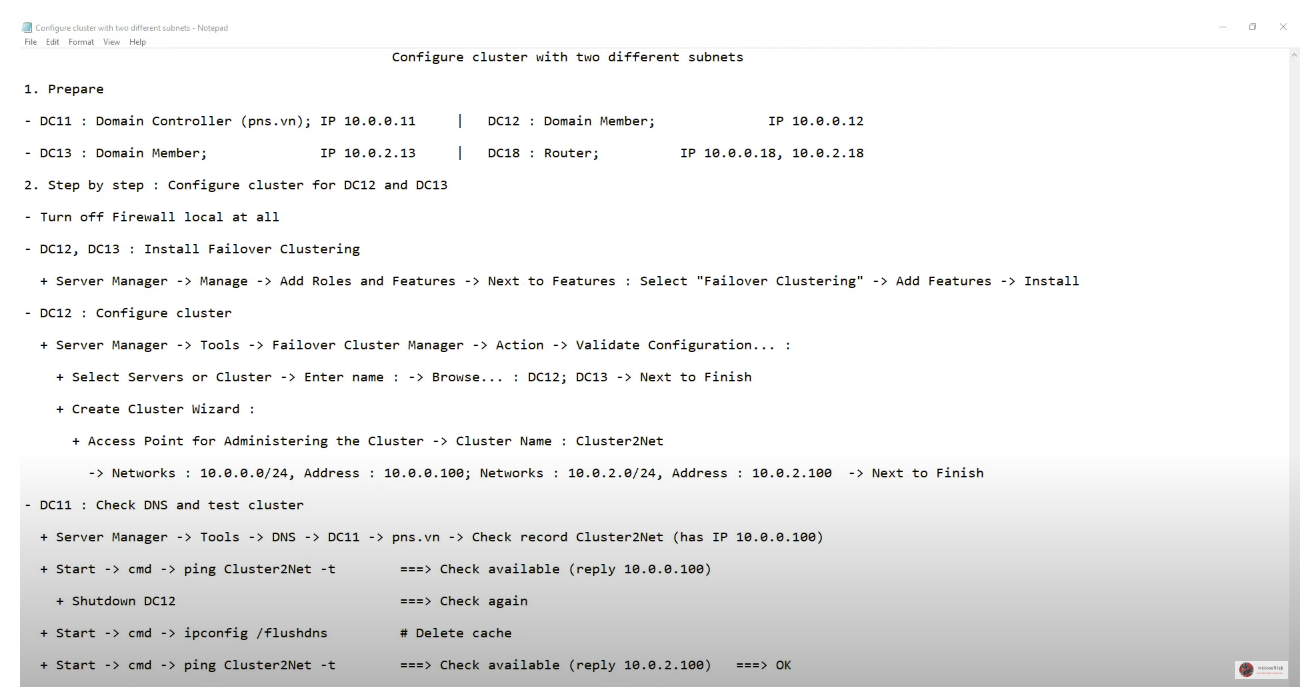 Configure cluster with two different subnets - Notepad
File Edit Format View Help
Configure cluster with two different subnets
1. Prepare
- DC11 : Domain Controller (pns.vn); IP 10.0.0.11 | DC12 : Domain Member; IP 10.0.0.12
- DC13 : Domain Member; IP 10.0.2.13 | DC18 : Router; IP 10.0.0.18, 10.0.2.18
2. Step by step : Configure cluster for DC12 and DC13
- Turn off Firewall local at all
- DC12, DC13 : Install Failover Clustering
+ Server Manager -> Manage -> Add Roles and Features -> Next to Features : Select "Failover Clustering" -> Add Features -> Install
- DC12 : Configure cluster
+ Server Manager -> Tools -> Failover Cluster Manager -> Action -> Validate Configuration... :
+ Select Servers or Cluster -> Enter name : -> Browse... : DC12; DC13 -> Next to Finish
+ Create Cluster Wizard :
+ Access Point for Administering the Cluster -> Cluster Name : Cluster2Net
-> Networks : 10.0.0.0/24, Address : 10.0.0.100; Networks : 10.0.2.0/24, Address : 10.0.2.100 -> Next to Finish
- DC11 : Check DNS and test cluster
+ Server Manager -> Tools -> DNS -> DC11 -> pns.vn -> Check record Cluster2Net (has IP 10.0.0.100)
+ Start -> cmd -> ping Cluster2Net -t ===> Check available (reply 10.0.0.100)
+ Shutdown DC12 ===> Check again
+ Start -> cmd -> ipconfig /flushdns # Delete cache
+ Start -> cmd -> ping Cluster2Net -t ===> Check available (reply 10.0.2.100) ===> OK